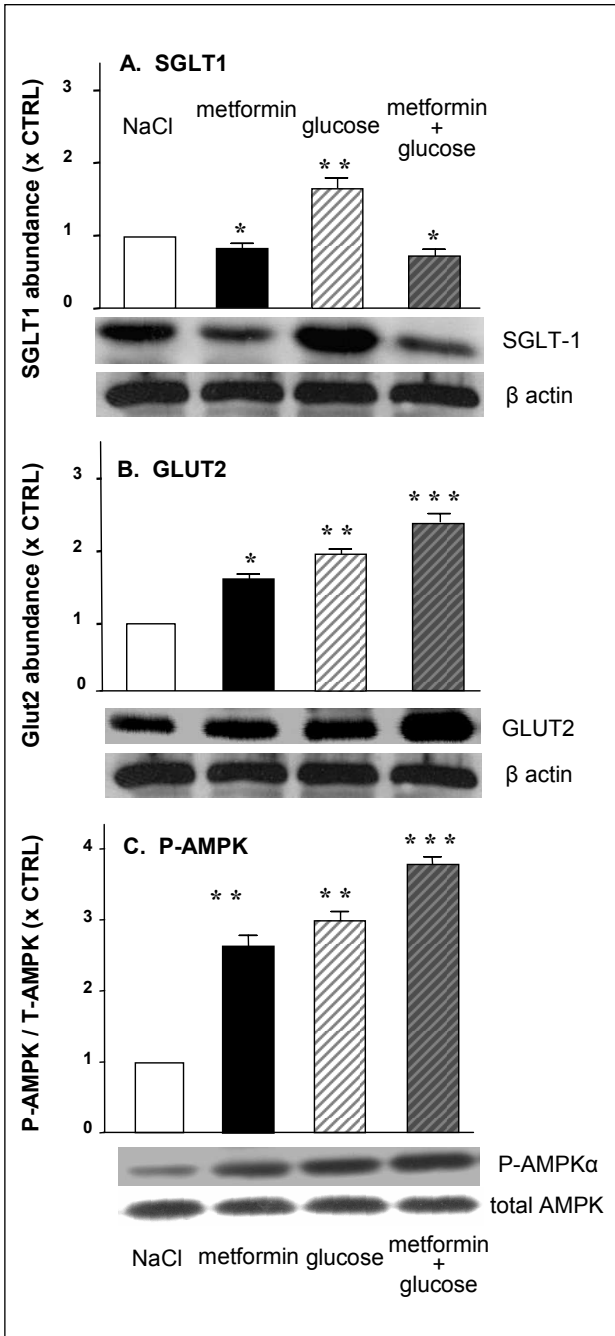 A. SGLT1
SGLT1 abundance (x CTRL)
3
2
1
0
NaCl
metformin
glucose
metformin
+
glucose
*
* *
*
SGLT-1
β actin
B. GLUT2
Glut2 abundance (x CTRL)
3
2
1
0
*
* *
* * *
GLUT2
β actin
C. P-AMPK
P-AMPK / T-AMPK (x CTRL)
4
3
2
1
0
* *
* *
* * *
P-AMPKα
total AMPK
NaCl
metformin
glucose
metformin
+
glucose